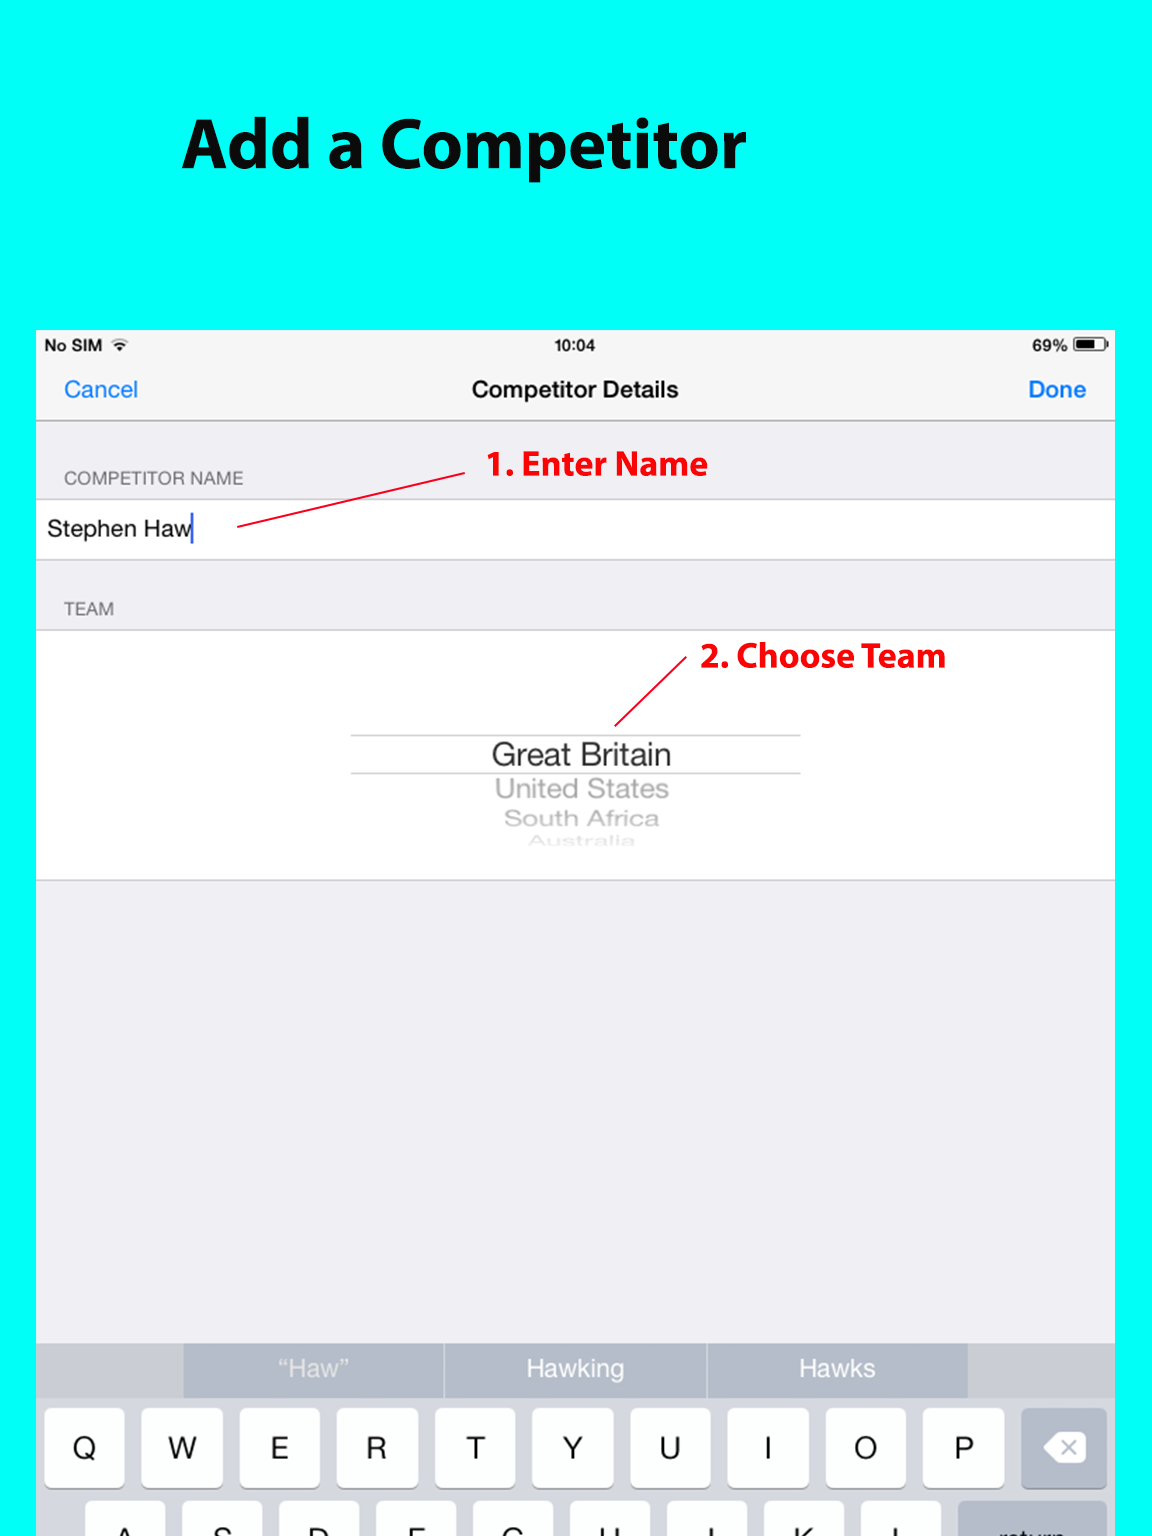 Add a Competitor
No SIM 10:04 69%
Cancel Competitor Details Done
1. Enter Name
COMPETITOR NAME
Stephen Haw
TEAM
2. Choose Team
Great Britain
United States
South Africa
Australia
“Haw” Hawking Hawks
Q W E R T Y U I O P
A S D F G H J K L return